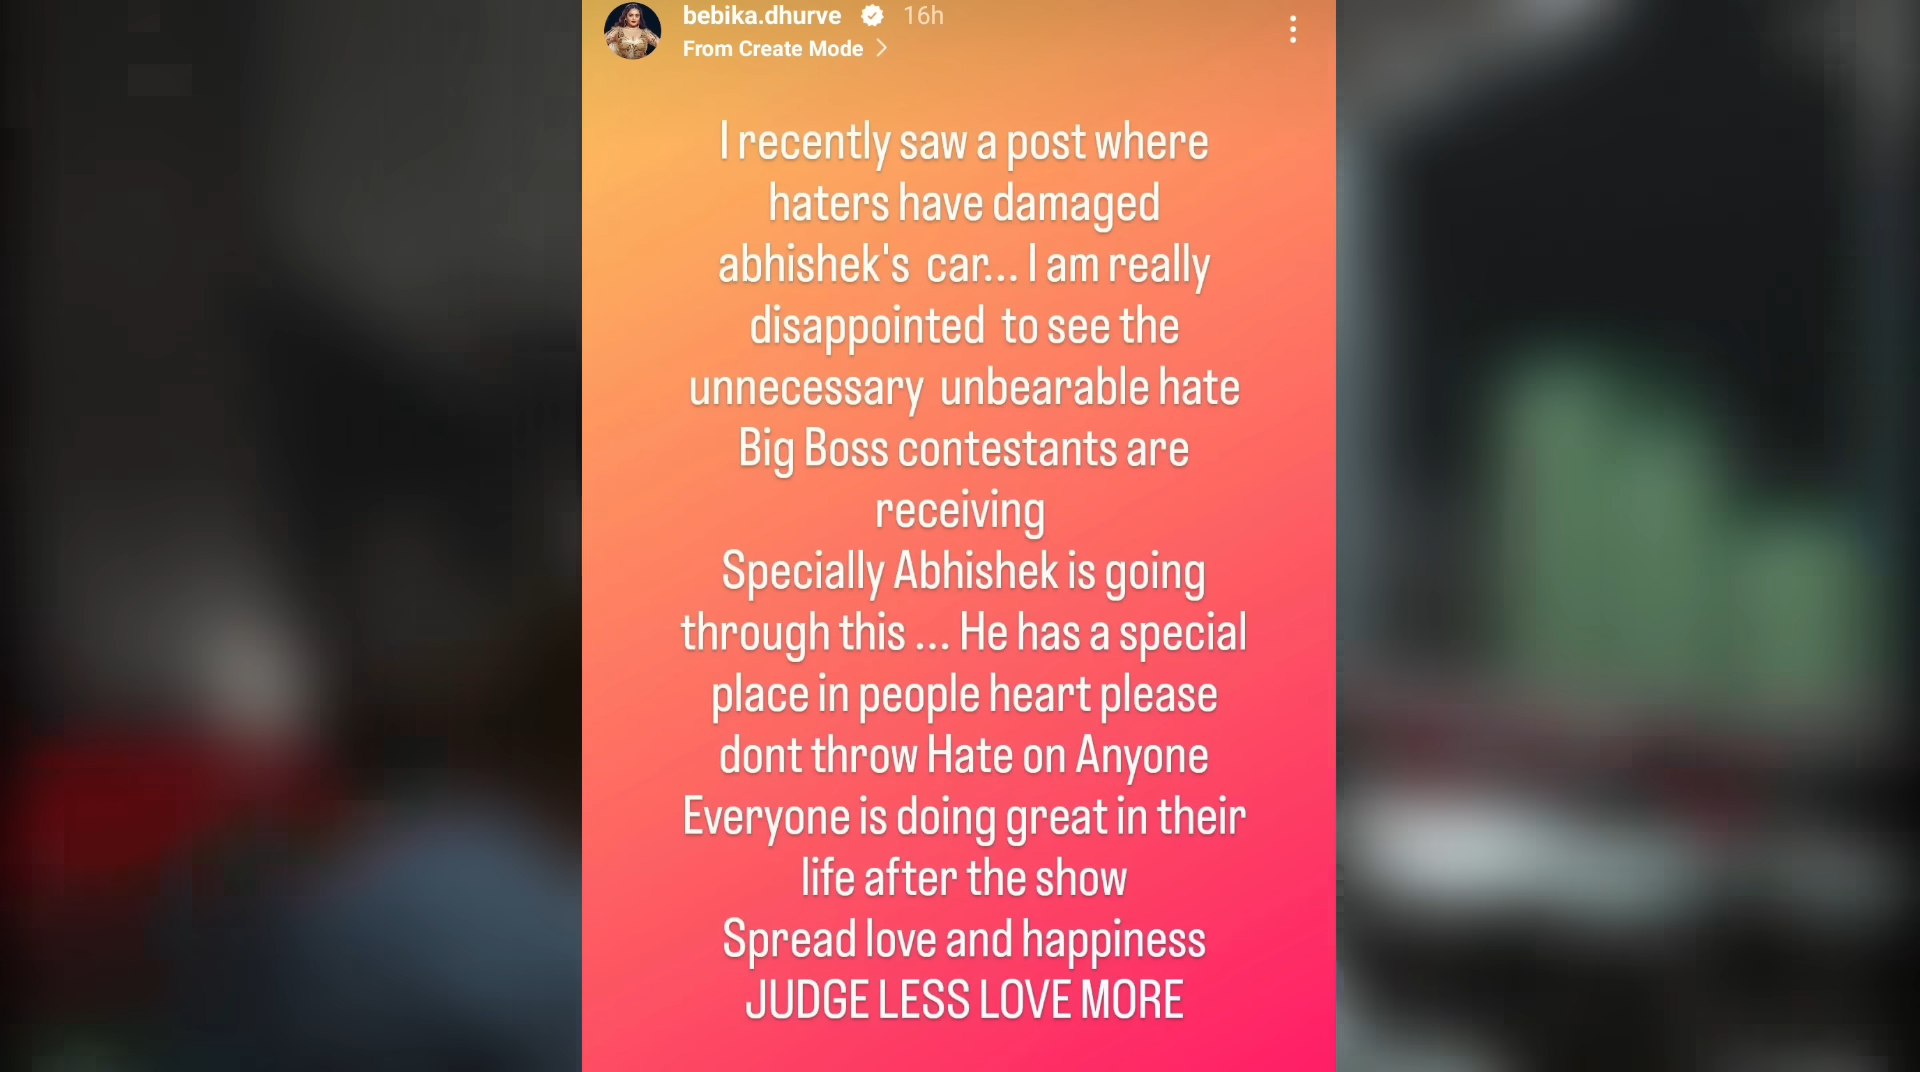 bebika.dhurve 16h
From Create Mode
I recently saw a post where
haters have damaged
abhishek's car... I am really
disappointed to see the
unnecessary unbearable hate
Big Boss contestants are
receiving
Specially Abhishek is going
through this ... He has a special
place in people heart please
dont throw Hate on Anyone
Everyone is doing great in their
life after the show
Spread love and happiness
JUDGE LESS LOVE MORE